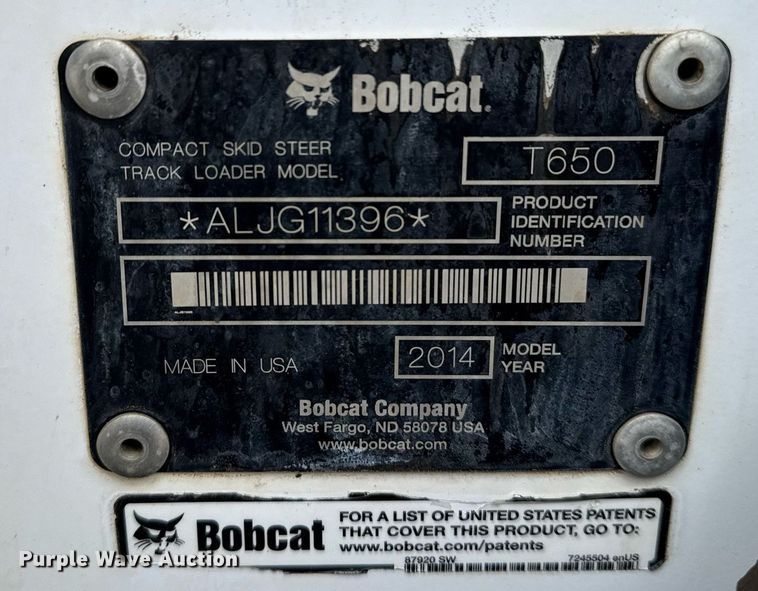 Bobcat
COMPACT SKID STEER
TRACK LOADER MODEL
T650
*ALJG11396*
PRODUCT
IDENTIFICATION
NUMBER
MADE IN USA
2014
MODEL
YEAR
Bobcat Company
West Fargo, ND 58078 USA
www.bobcat.com
Bobcat
FOR A LIST OF UNITED STATES PATENTS
THAT COVER THIS PRODUCT, GO TO:
www.bobcat.com/patents
87920 SW 7245504 enUS
Purple Wave Auction